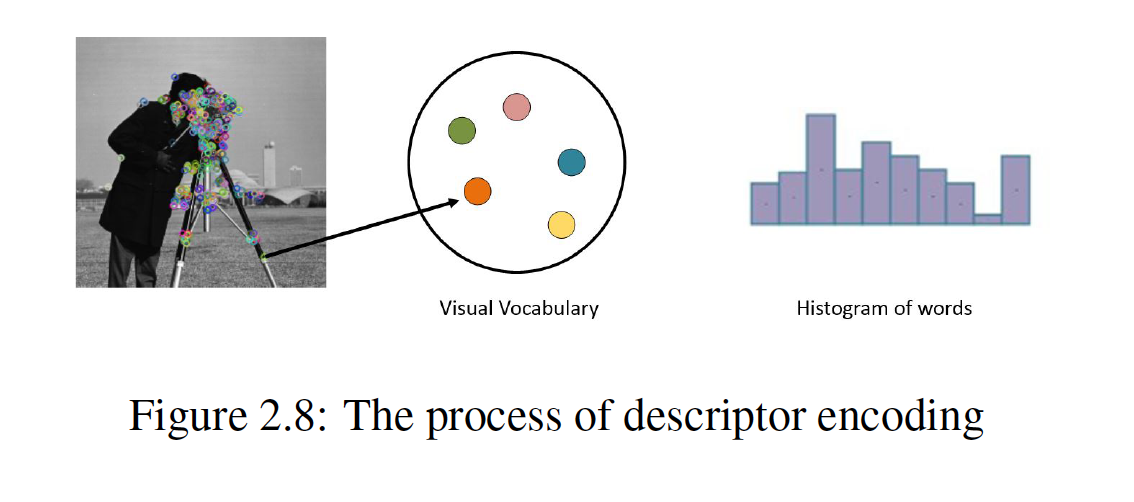 Visual Vocabulary
Histogram of words
Figure 2.8: The process of descriptor encoding